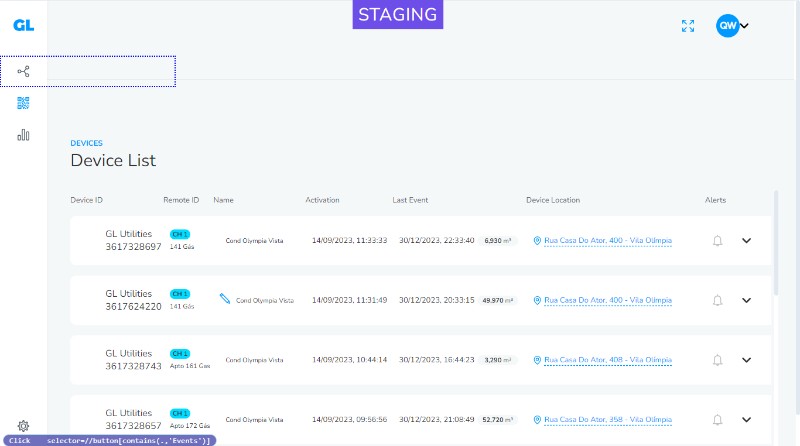 STAGING
GL
QW
DEVICES
Device List
Device ID Remote ID Name Activation Last Event Device Location Alerts
GL Utilities
3617328697
CH 1
141 Gás
Cond Olympia Vista
14/09/2023, 11:33:33
30/12/2023, 22:33:40
6,930 m³
Rua Casa Do Ator, 400 - Vila Olímpia
GL Utilities
3617624220
CH 1
141 Gás
Cond Olympia Vista
14/09/2023, 11:31:49
30/12/2023, 20:33:15
49,970 m³
Rua Casa Do Ator, 400 - Vila Olímpia
GL Utilities
3617328743
CH 1
Apto 161 Gas
Cond Olympia Vista
14/09/2023, 10:44:14
30/12/2023, 16:44:23
3,290 m³
Rua Casa Do Ator, 408 - Vila Olímpia
GL Utilities
3617328657
CH 1
Apto 172 Gas
Cond Olympia Vista
14/09/2023, 09:56:56
30/12/2023, 21:08:49
52,720 m³
Rua Casa Do Ator, 358 - Vila Olímpia
Click selector=//button[contains(.,'Events')]